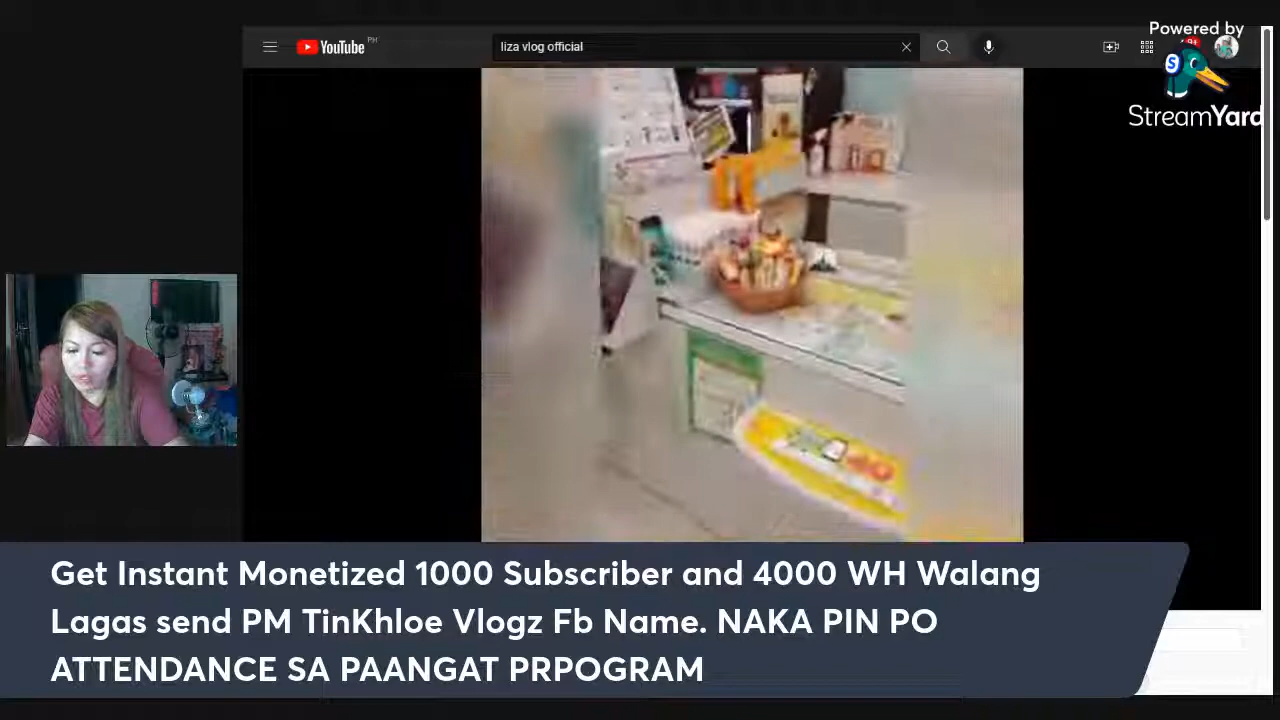 Powered by
StreamYard
YouTube PH
liza vlog official
Get Instant Monetized 1000 Subscriber and 4000 WH Walang
Lagas send PM TinKhloe Vlogz Fb Name. NAKA PIN PO
ATTENDANCE SA PAANGAT PRPOGRAM